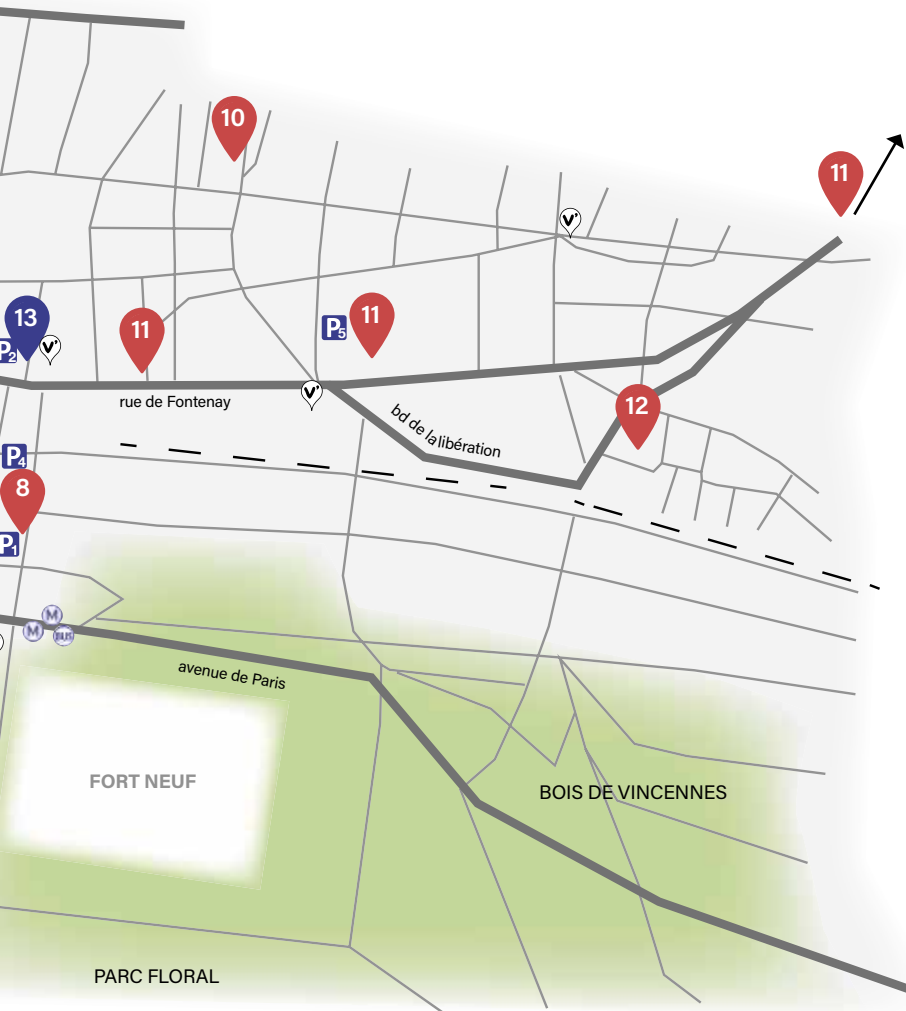 10
11
V'
13
P2
V'
11
P5
11
V'
rue de Fontenay
bd de la libération
12
P4
8
P1
M
M
BUS
avenue de Paris
FORT NEUF
BOIS DE VINCENNES
PARC FLORAL